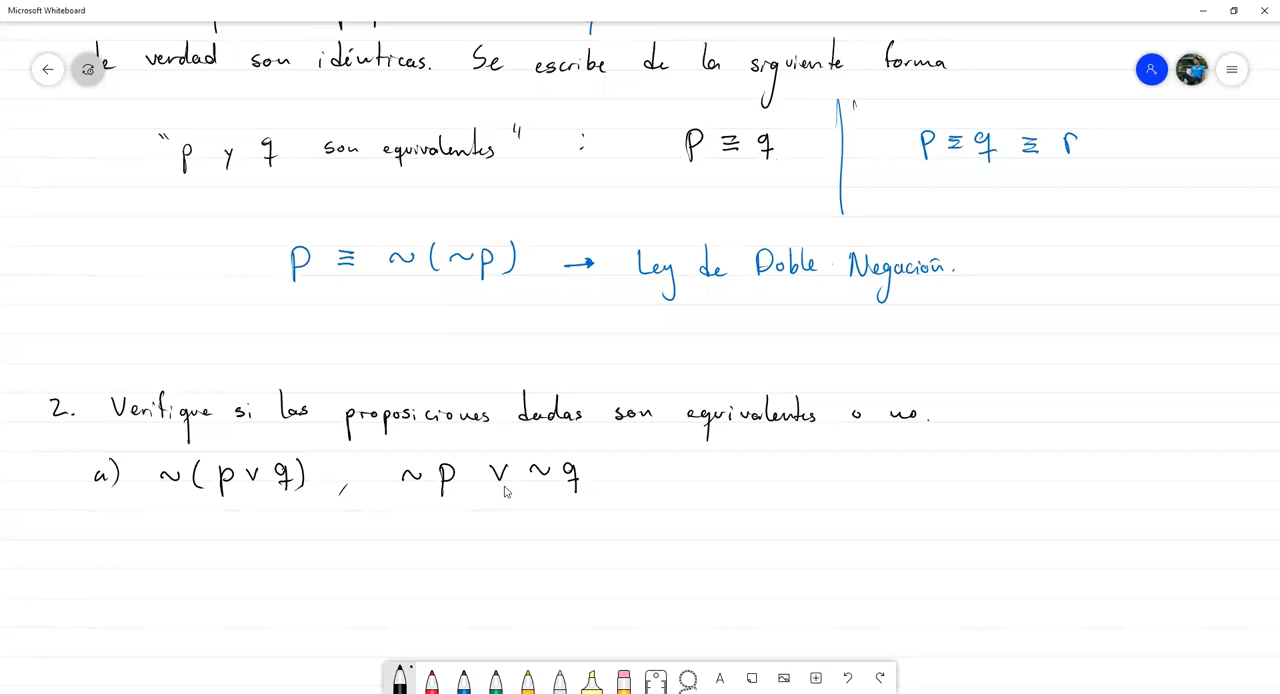 Microsoft Whiteboard
de verdad son idénticas. Se escribe de la siguiente forma
"p y q son equivalentes" : p ≡ q p ≡ q ≡ r
p ≡ ~(~p) → Ley de Doble Negación.
2. Verifique si las proposiciones dadas son equivalentes o no.
a) ~(p v q) , ~p v ~q
A